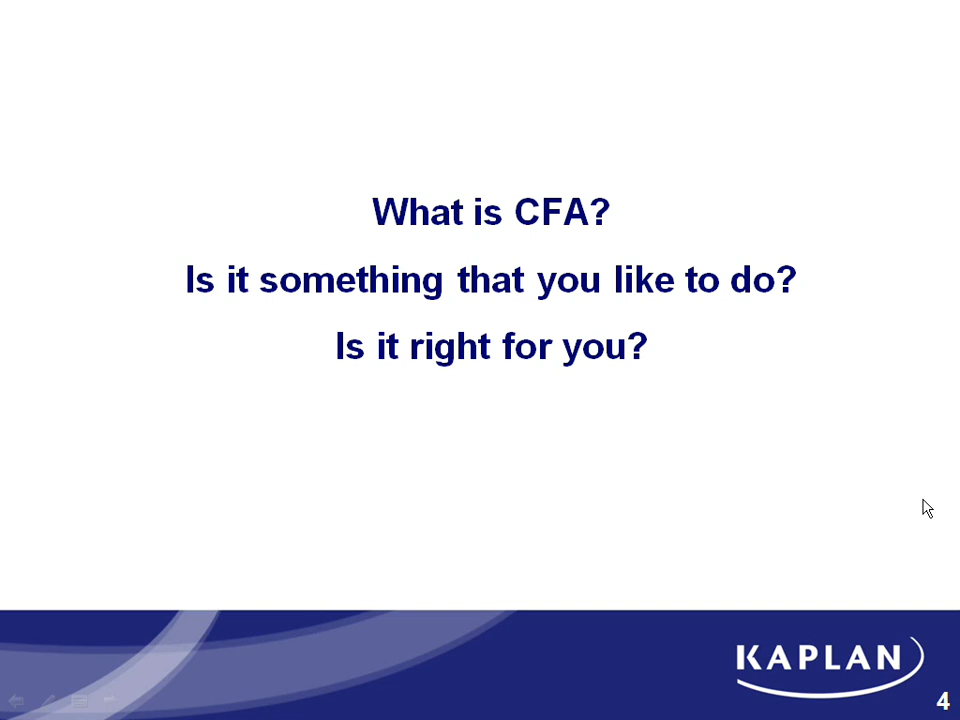 What is CFA?
Is it something that you like to do?
Is it right for you?
KAPLAN
4